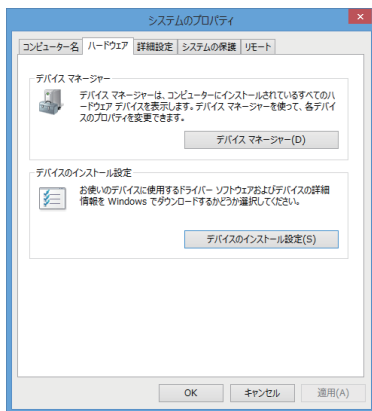 システムのプロパティ
コンピューター名 ハードウェア 詳細設定 システムの保護 リモート
デバイス マネージャー
デバイス マネージャーは、コンピューターにインストールされているすべてのハ
ードウェア デバイスを表示します。デバイス マネージャーを使って、各デバイ
スのプロパティを変更できます。
デバイス マネージャー(D)
デバイスのインストール設定
お使いのデバイスに使用するドライバー ソフトウェアおよびデバイスの詳細
情報を Windows でダウンロードするかどうか選択してください。
デバイスのインストール設定(S)
OK キャンセル 適用(A)